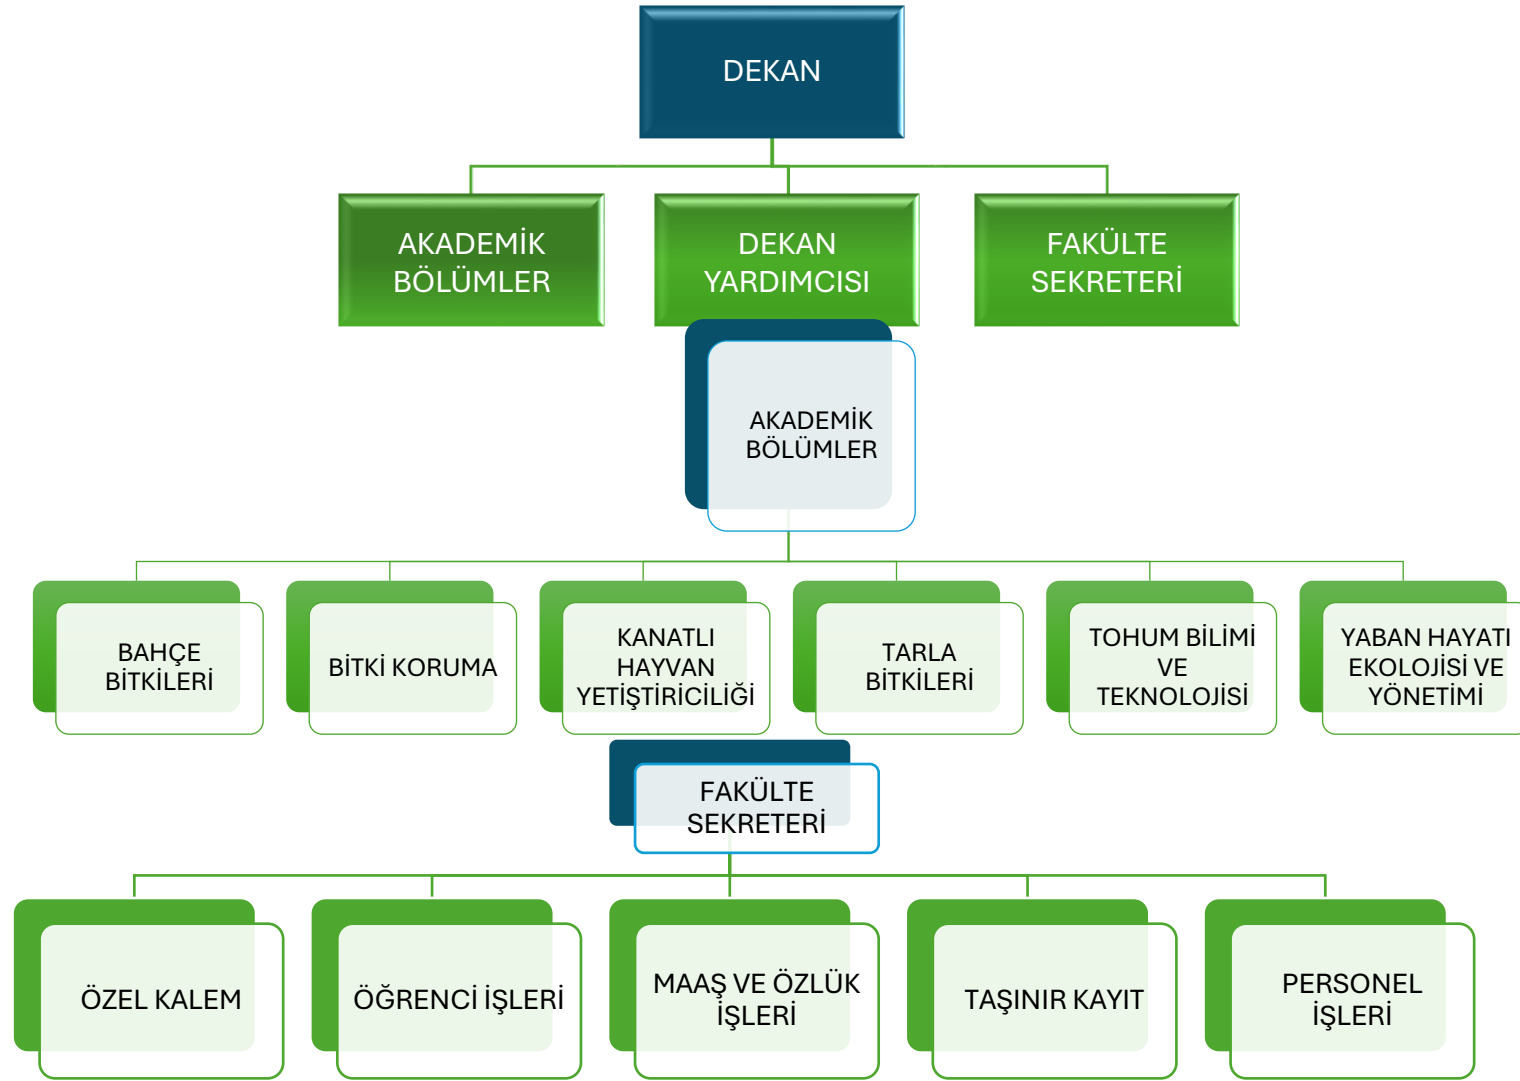 DEKAN
AKADEMİK
BÖLÜMLER
DEKAN
YARDIMCISI
FAKÜLTE
SEKRETERİ
AKADEMİK
BÖLÜMLER
BAHÇE
BİTKİLERİ
BİTKİ KORUMA
KANATLI
HAYVAN
YETİŞTİRİCİLİĞİ
TARLA
BİTKİLERİ
TOHUM BİLİMİ
VE
TEKNOLOJİSİ
YABAN HAYATI
EKOLOJİSİ VE
YÖNETİMİ
FAKÜLTE
SEKRETERİ
ÖZEL KALEM
ÖĞRENCİ İŞLERİ
MAAŞ VE ÖZLÜK
İŞLERİ
TAŞINIR KAYIT
PERSONEL
İŞLERİ